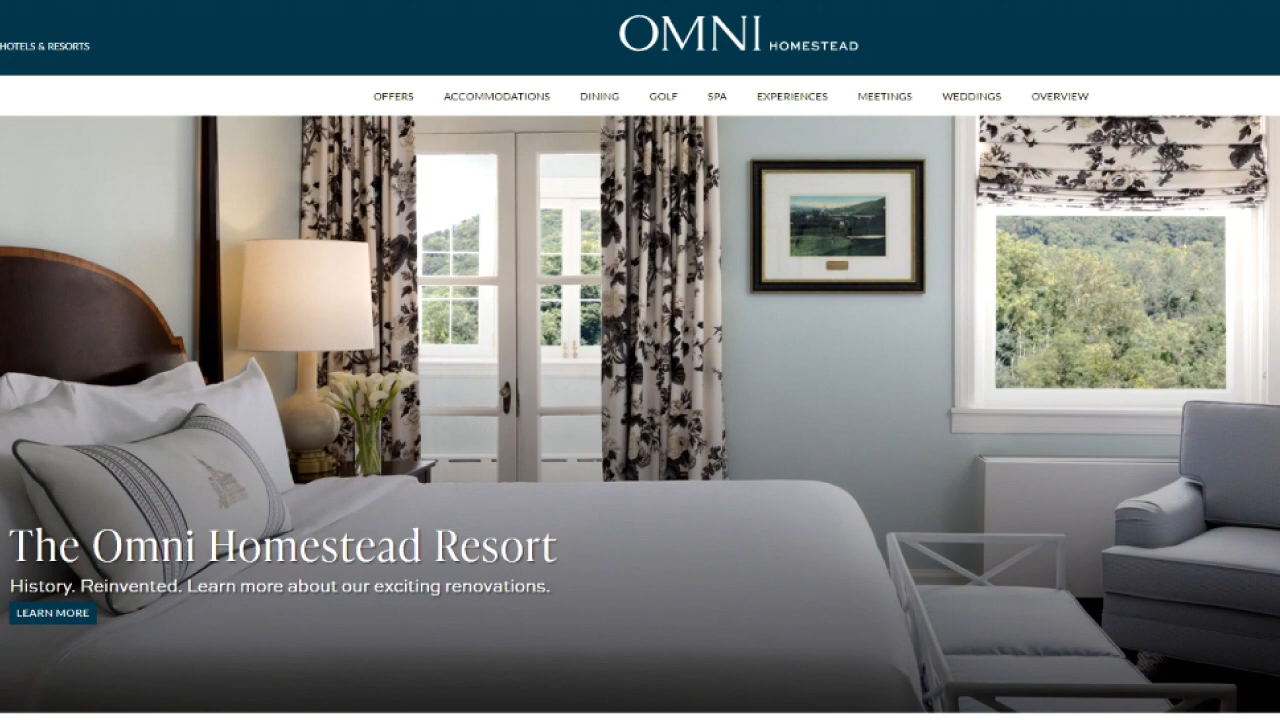 HOTELS & RESORTS
OMNI HOMESTEAD
OFFERS ACCOMMODATIONS DINING GOLF SPA EXPERIENCES MEETINGS WEDDINGS OVERVIEW
The Omni Homestead Resort
History. Reinvented. Learn more about our exciting renovations.
LEARN MORE